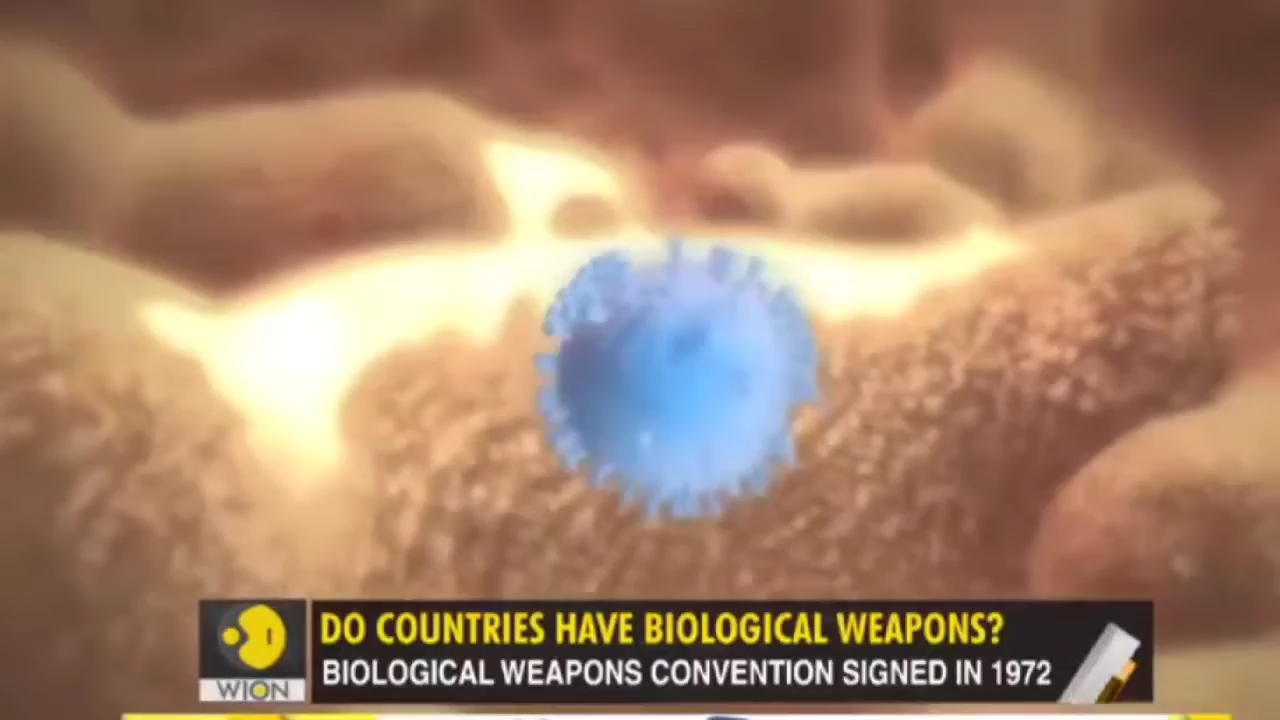 DO COUNTRIES HAVE BIOLOGICAL WEAPONS?
BIOLOGICAL WEAPONS CONVENTION SIGNED IN 1972
WION